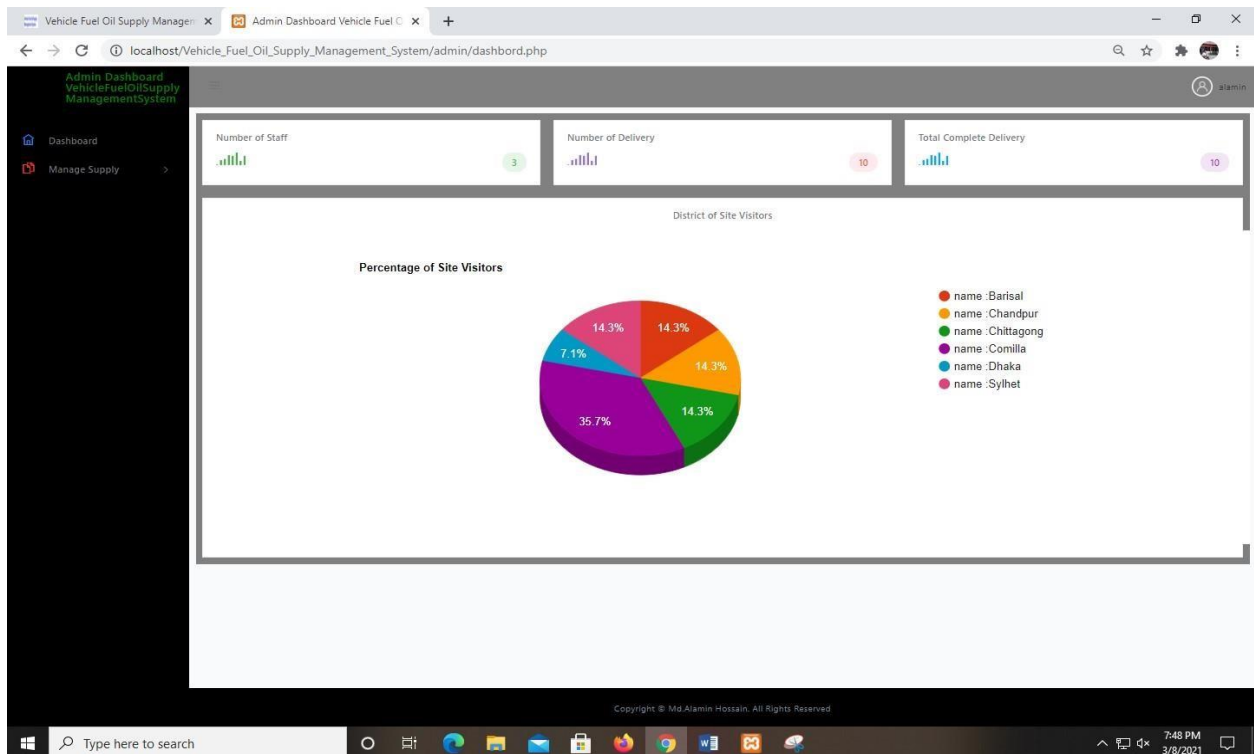 Vehicle Fuel Oil Supply Managen
Admin Dashboard Vehicle Fuel O
localhost/Vehicle_Fuel_Oil_Supply_Management_System/admin/dashbord.php
Admin Dashboard
VehicleFuelOilSupply
ManagementSystem
alamin
Dashboard
Manage Supply
Number of Staff
3
Number of Delivery
10
Total Complete Delivery
10
District of Site Visitors
Percentage of Site Visitors
14.3%
14.3%
7.1%
14.3%
14.3%
35.7%
name :Barisal
name :Chandpur
name :Chittagong
name :Comilla
name :Dhaka
name :Sylhet
Copyright © Md.Alamin Hossain. All Rights Reserved
Type here to search
7:48 PM
3/8/2021